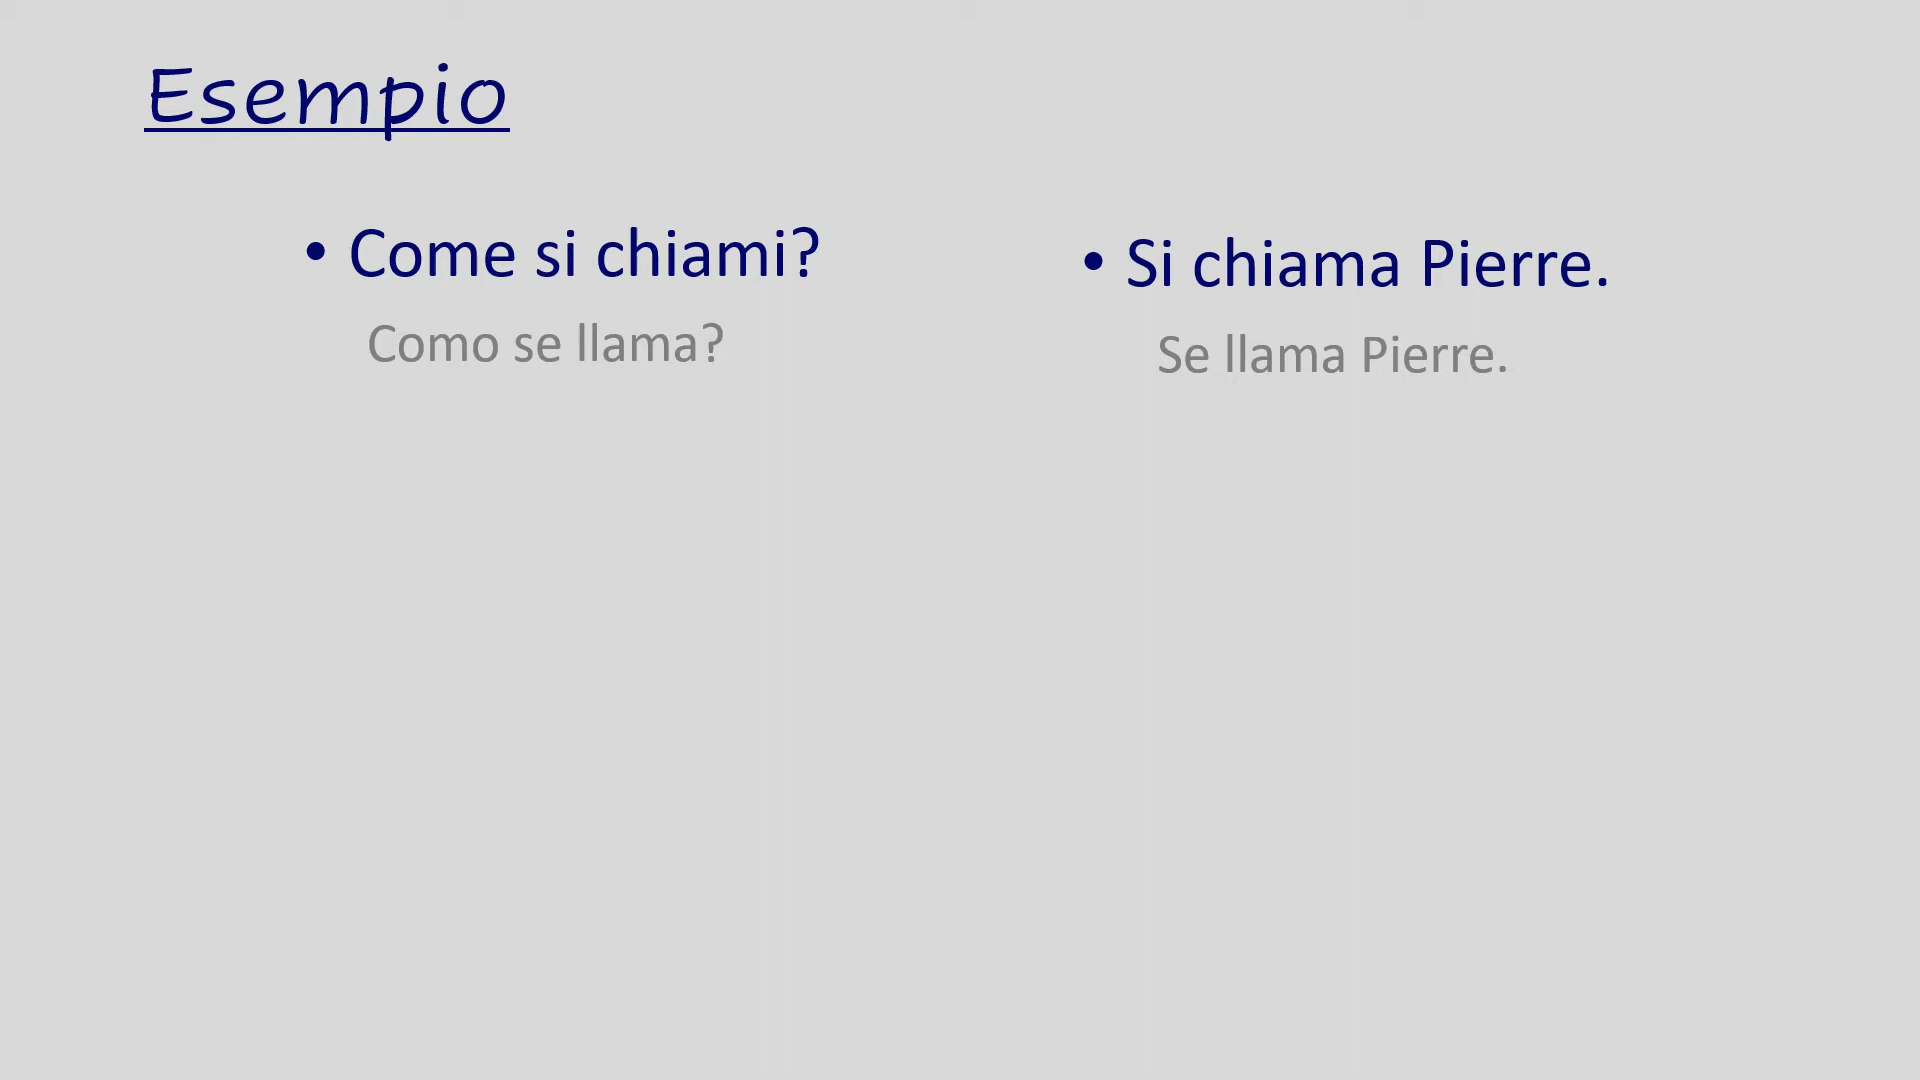 Esempio
• Come si chiami?
Como se llama?
• Si chiama Pierre.
Se llama Pierre.